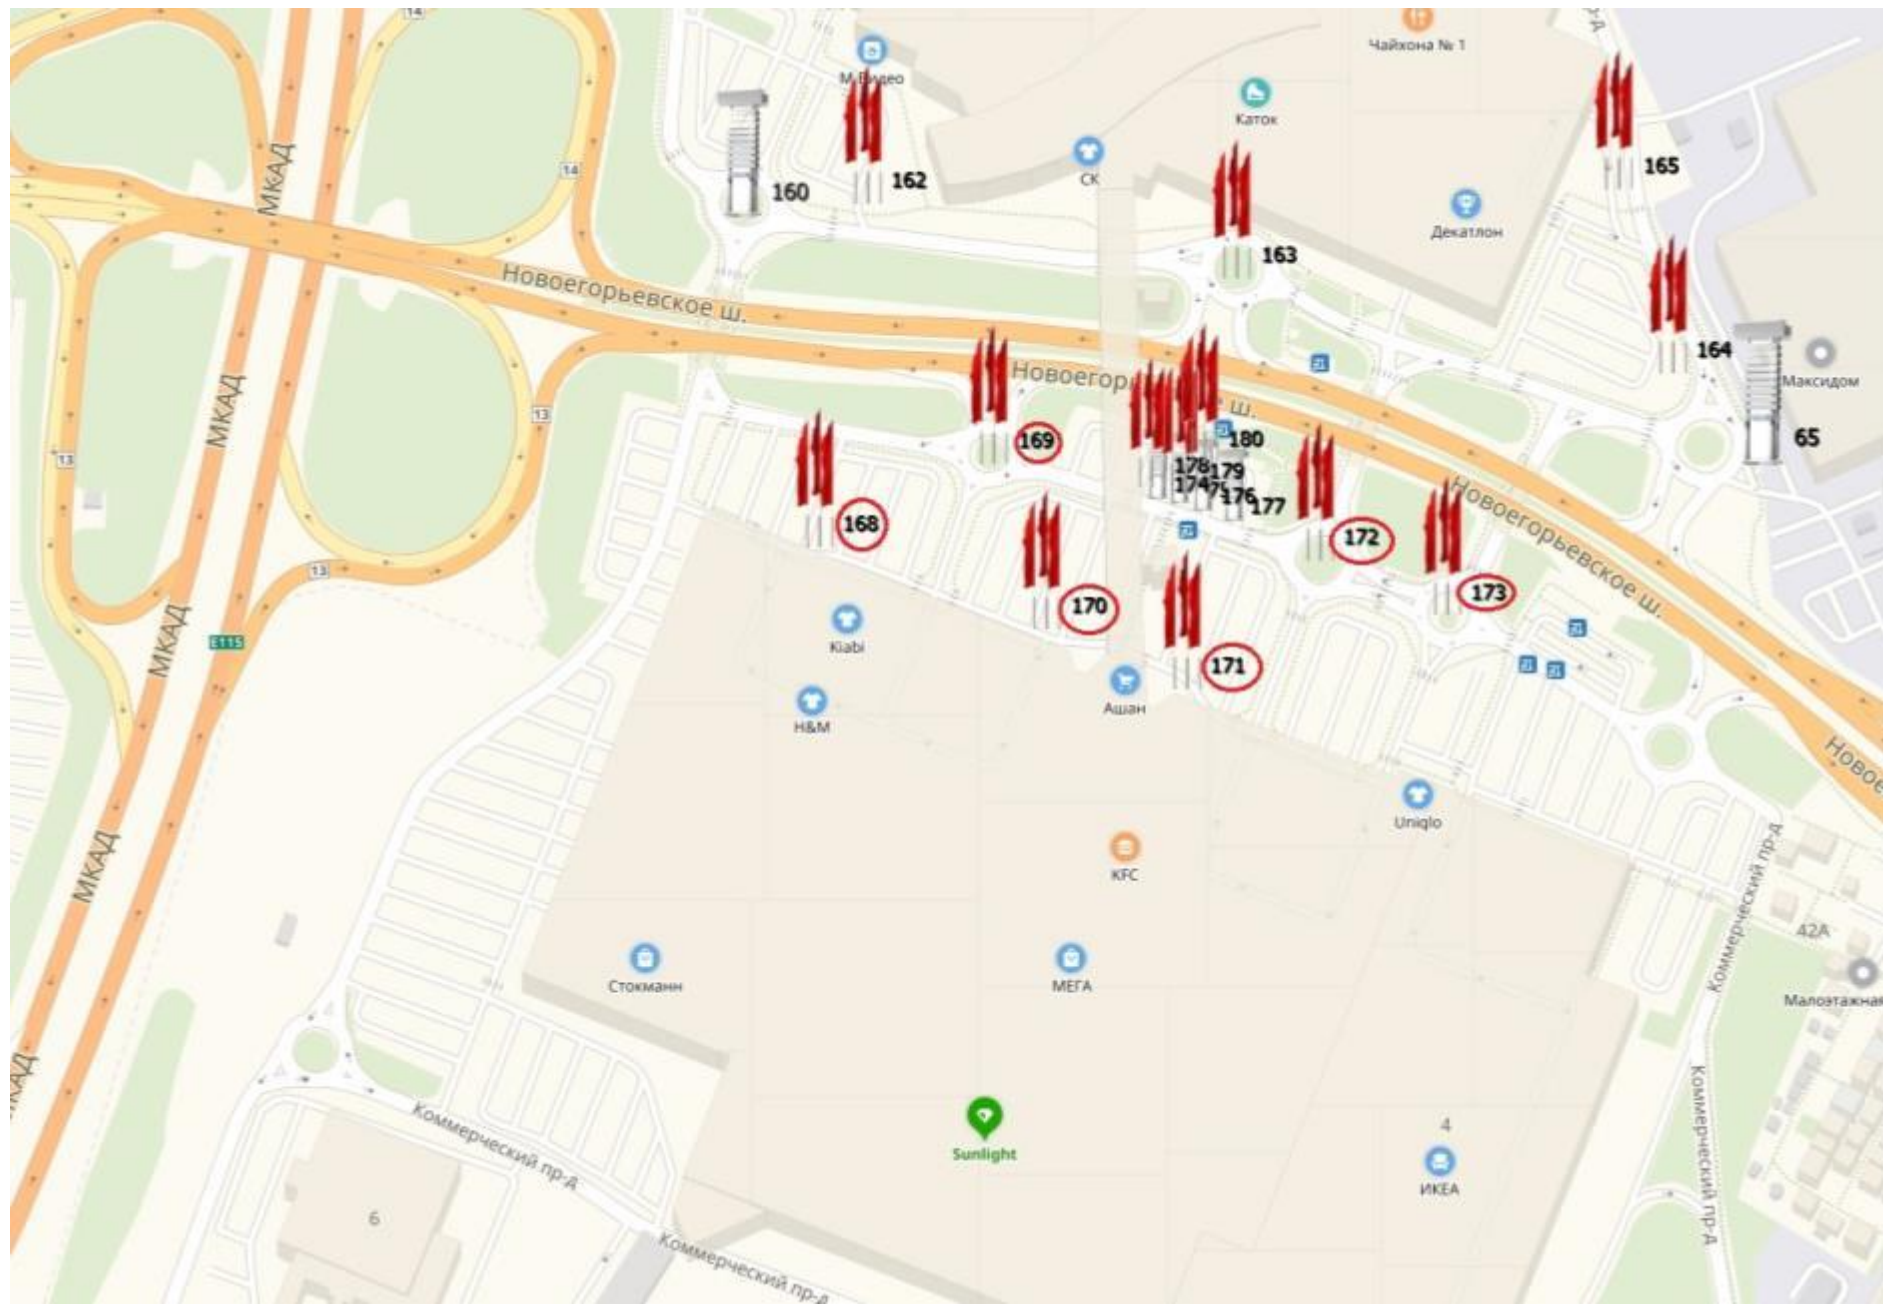 14
пр-д
Чайхона № 1
М.Видео
Каток
14
МКАД
СК
160
162
165
Декатлон
163
Новоегорьевское ш.
164
Максидом
МКАД
Новоегор
ш.
13
169
180
65
13
178
179
174
176
177
168
172
Новоегорьевское ш.
13
173
170
МКАД
E115
Kiabi
171
Ашан
H&M
Новоес
Uniqlo
МКАД
KFC
Коммерческий пр-д
42А
Стокманн
МЕГА
Малоэтажная
МКАД
Коммерческий пр-д
Sunlight
4
Коммерческий пр-д
ИКЕА
6
Коммерческий пр-д